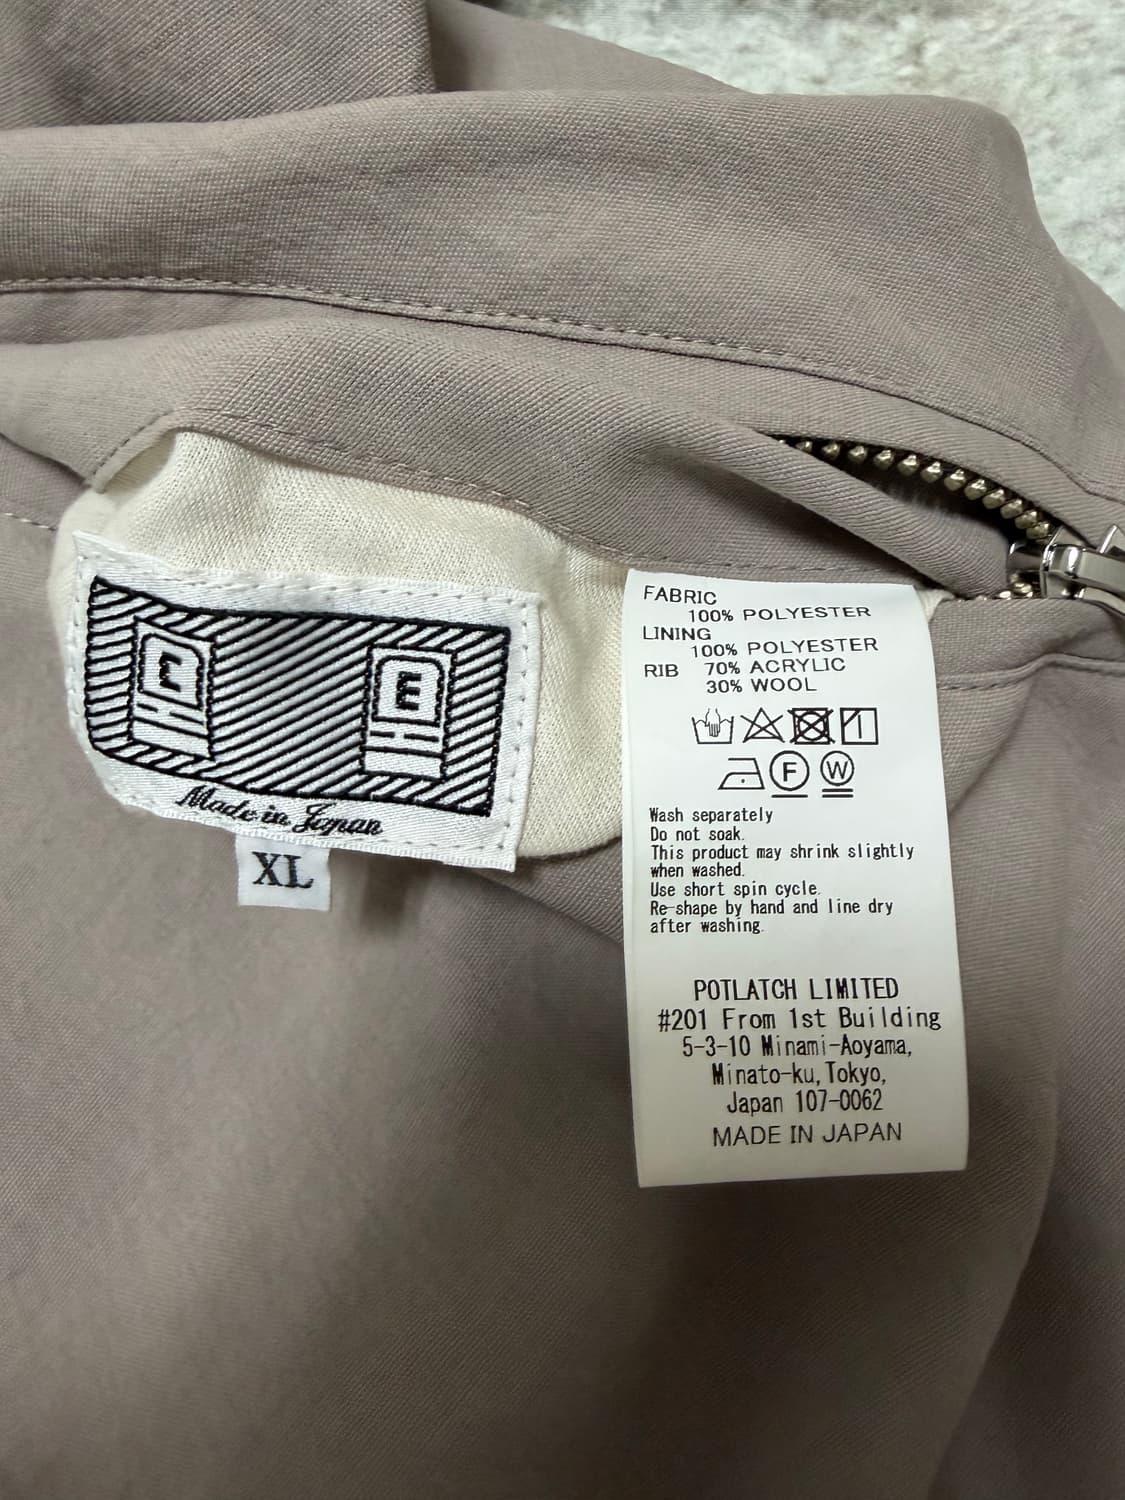 Made in Japan
XL
FABRIC
100% POLYESTER
LINING
100% POLYESTER
RIB 70% ACRYLIC
30% WOOL
F W
Wash separately
Do not soak.
This product may shrink slightly
when washed.
Use short spin cycle.
Re-shape by hand and line dry
after washing.
POTLATCH LIMITED
#201 From 1st Building
5-3-10 Minami-Aoyama,
Minato-ku,Tokyo,
Japan 107-0062
MADE IN JAPAN